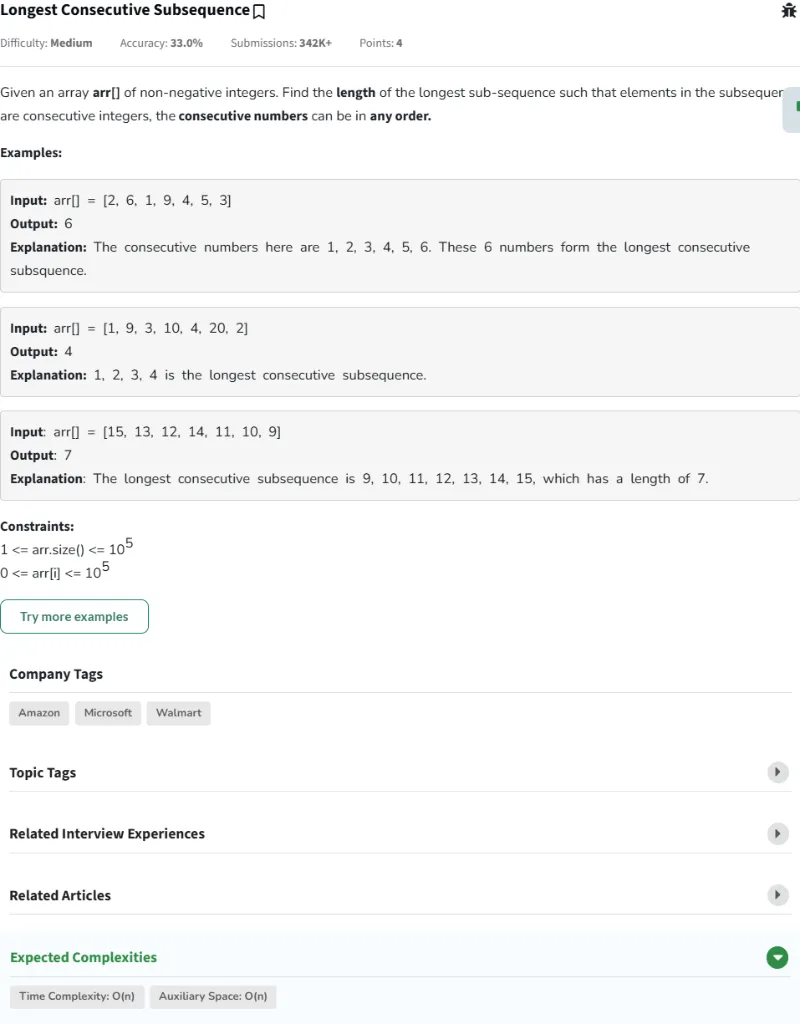 Longest Consecutive Subsequence
Difficulty: Medium Accuracy: 33.0% Submissions: 342K+ Points: 4
Given an array arr[] of non-negative integers. Find the length of the longest sub-sequence such that elements in the subsequen
are consecutive integers, the consecutive numbers can be in any order.
Examples:
Input: arr[] = [2, 6, 1, 9, 4, 5, 3]
Output: 6
Explanation: The consecutive numbers here are 1, 2, 3, 4, 5, 6. These 6 numbers form the longest consecutive
subsquence.
Input: arr[] = [1, 9, 3, 10, 4, 20, 2]
Output: 4
Explanation: 1, 2, 3, 4 is the longest consecutive subsequence.
Input: arr[] = [15, 13, 12, 14, 11, 10, 9]
Output: 7
Explanation: The longest consecutive subsequence is 9, 10, 11, 12, 13, 14, 15, which has a length of 7.
Constraints:
1 <= arr.size() <= 10⁵
0 <= arr[i] <= 10⁵
Try more examples
Company Tags
Amazon Microsoft Walmart
Topic Tags
Related Interview Experiences
Related Articles
Expected Complexities
Time Complexity: O(n) Auxiliary Space: O(n)